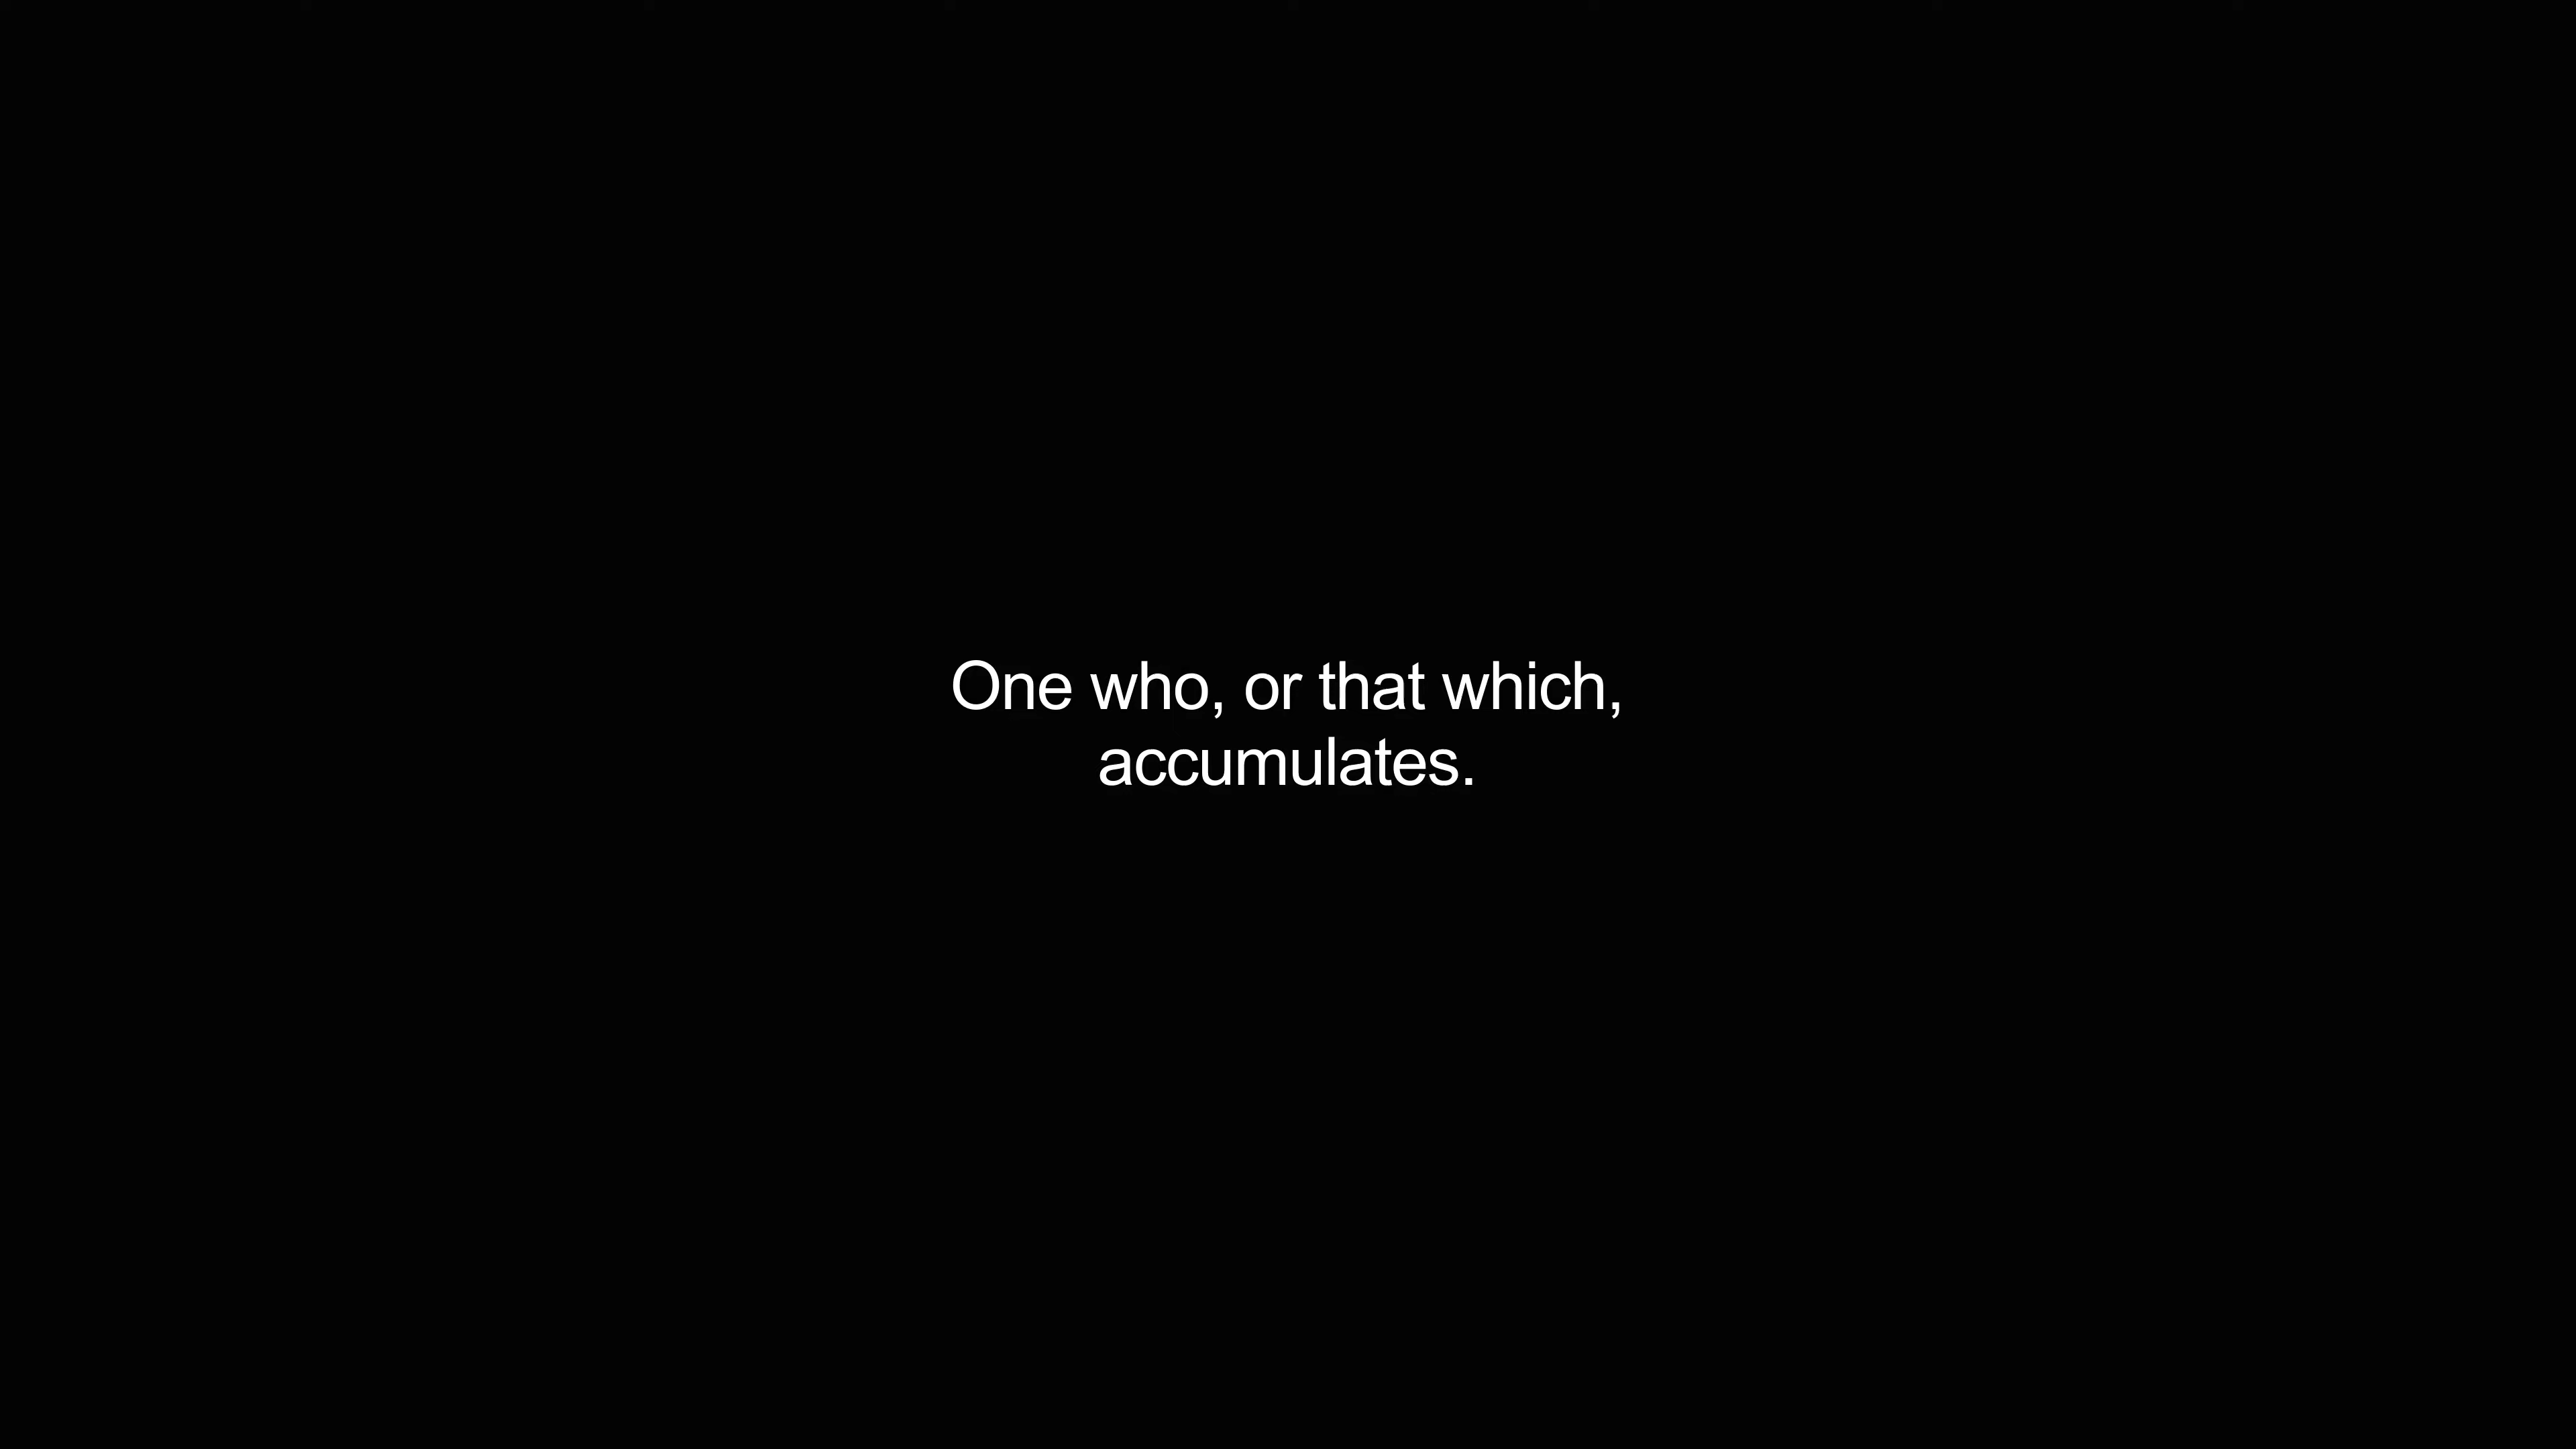 One who, or that which,
accumulates.